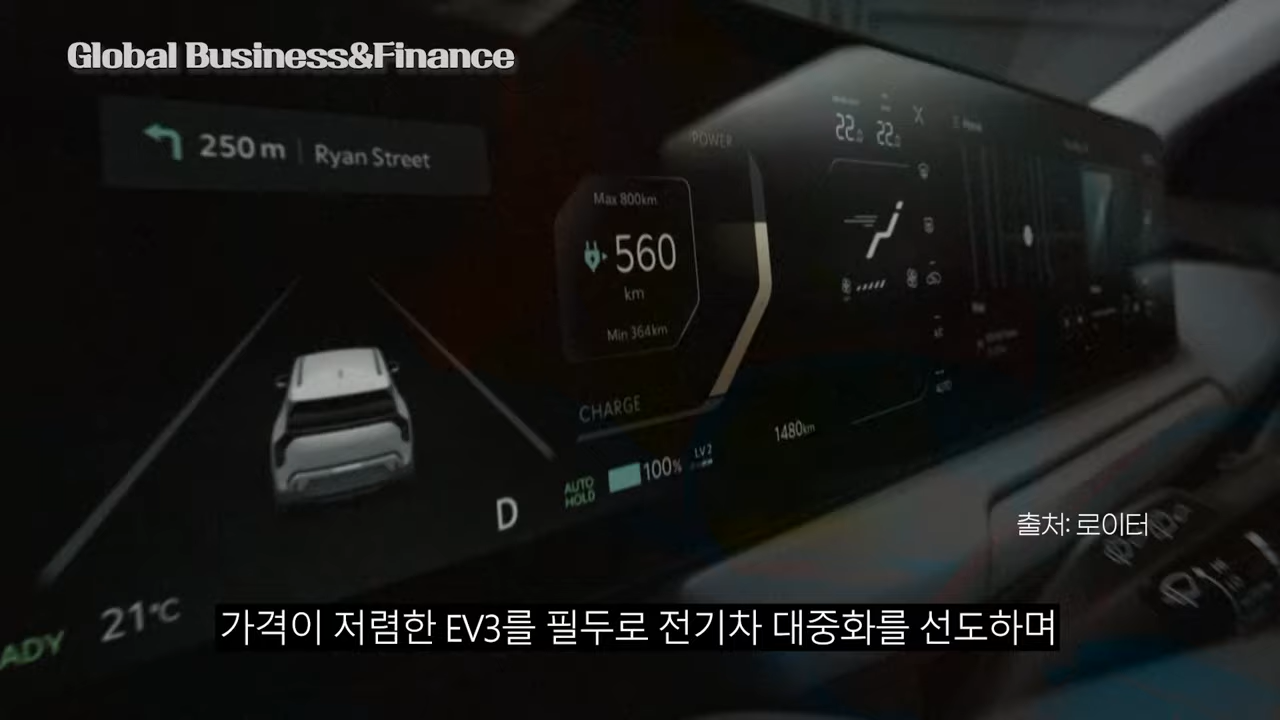 Global Business&Finance
250 m | Ryan Street
POWER
22.0 22.0
Max 800km
560
km
Min 364km
CHARGE
1480km
AUTO
HOLD
100%
LV 2
D
21°C
ADY
출처: 로이터
가격이 저렴한 EV3를 필두로 전기차 대중화를 선도하며